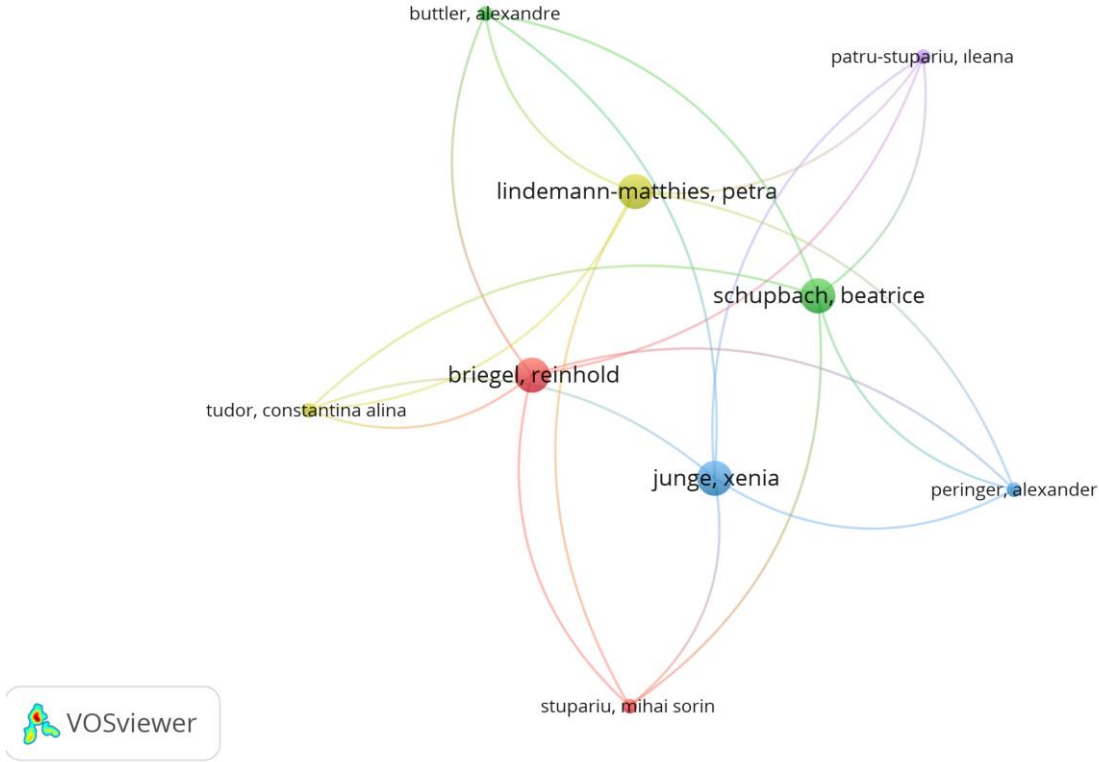 buttler, alexandre
patru-stupariu, ıleana
lindemann-matthies, petra
schupbach, beatrice
briegel, reinhold
tudor, constantina alina
junge, xenia
peringer, alexander
stupariu, mihai sorin
VOSviewer